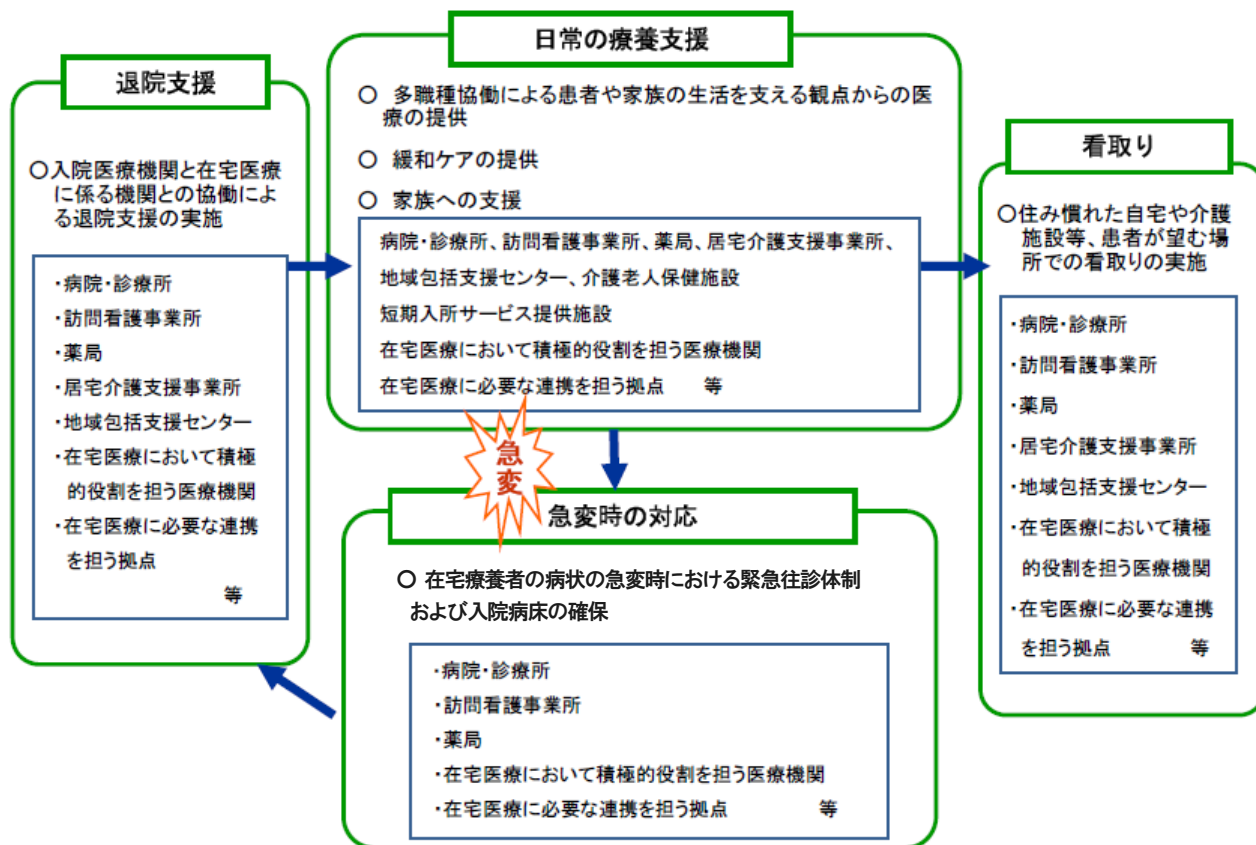 退院支援
〇入院医療機関と在宅医療
に係る機関との協働によ
る退院支援の実施
・病院・診療所
・訪問看護事業所
・薬局
・居宅介護支援事業所
・地域包括支援センター
・在宅医療において積極
的役割を担う医療機関
・在宅医療に必要な連携
を担う拠点
等
日常の療養支援
〇 多職種協働による患者や家族の生活を支える観点からの医
療の提供
〇 緩和ケアの提供
〇 家族への支援
病院・診療所、訪問看護事業所、薬局、居宅介護支援事業所、
地域包括支援センター、介護老人保健施設
短期入所サービス提供施設
在宅医療において積極的役割を担う医療機関
在宅医療に必要な連携を担う拠点 等
急変
急変時の対応
〇 在宅療養者の病状の急変時における緊急往診体制
および入院病床の確保
・病院・診療所
・訪問看護事業所
・薬局
・在宅医療において積極的役割を担う医療機関
・在宅医療に必要な連携を担う拠点 等
看取り
〇住み慣れた自宅や介護
施設等、患者が望む場
所での看取りの実施
・病院・診療所
・訪問看護事業所
・薬局
・居宅介護支援事業所
・地域包括支援センター
・在宅医療において積極
的役割を担う医療機関
・在宅医療に必要な連携
を担う拠点 等